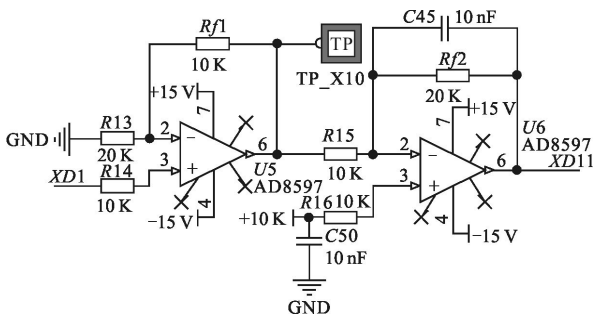 C45 10 nF
Rf1
TP
10 K
Rf2
TP_X10
+15 V
20 K
+15 V
7
7
U6
R13
2
6
R15
2
AD8597
GND
−
−
6
XD11
20 K
3
U5
3
XD1
R14
+
AD8597
10 K
+
10 K
R16 10 K
4
−15 V
4
+10 K
C50
−15 V
10 nF
GND